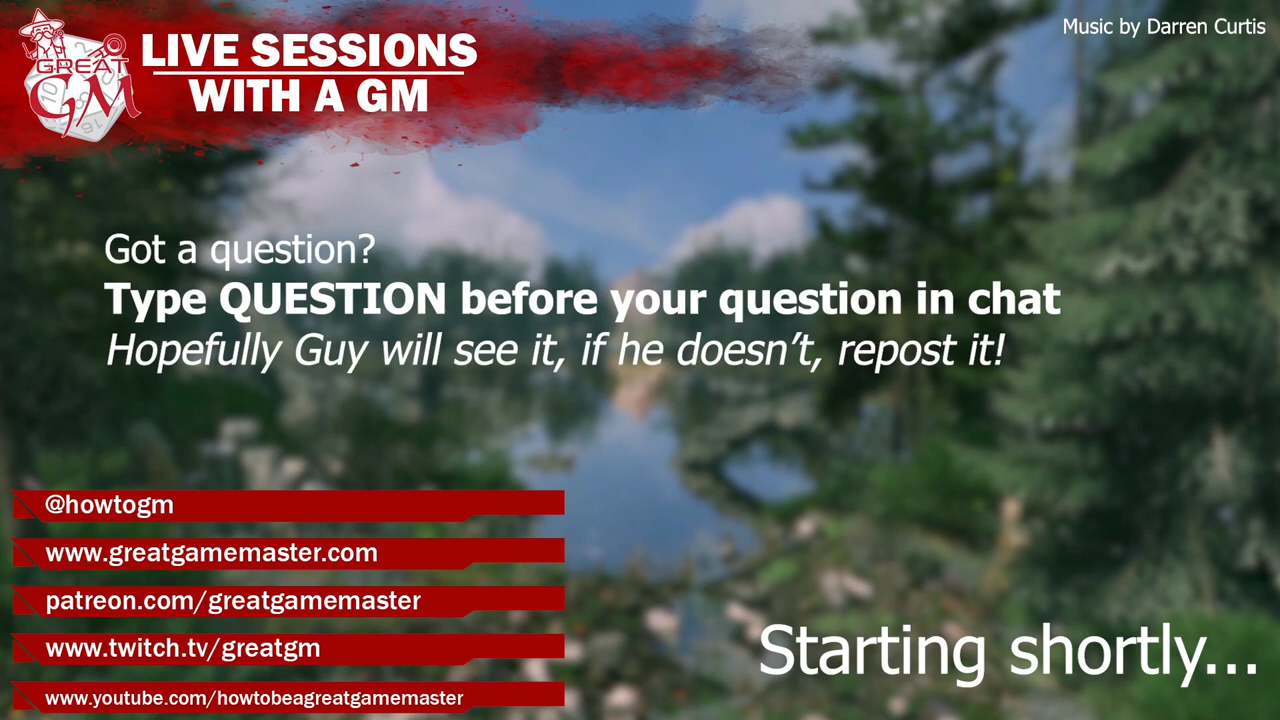 Music by Darren Curtis
GREAT
GM
LIVE SESSIONS
WITH A GM
Got a question?
Type QUESTION before your question in chat
Hopefully Guy will see it, if he doesn't, repost it!
@howtogm
www.greatgamemaster.com
patreon.com/greatgamemaster
www.twitch.tv/greatgm
www.youtube.com/howtobeagreatgamemaster
Starting shortly...